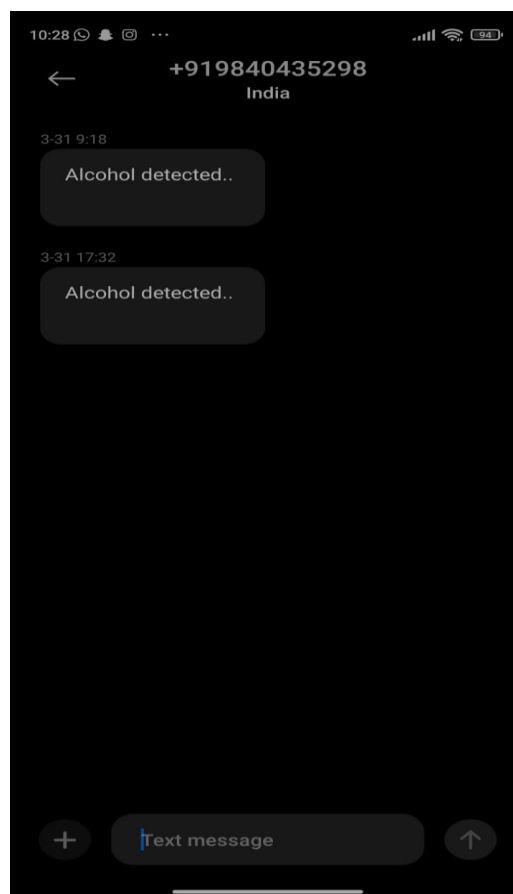 10:28 ...
94
+919840435298
India
3-31 9:18
Alcohol detected..
3-31 17:32
Alcohol detected..
Text message